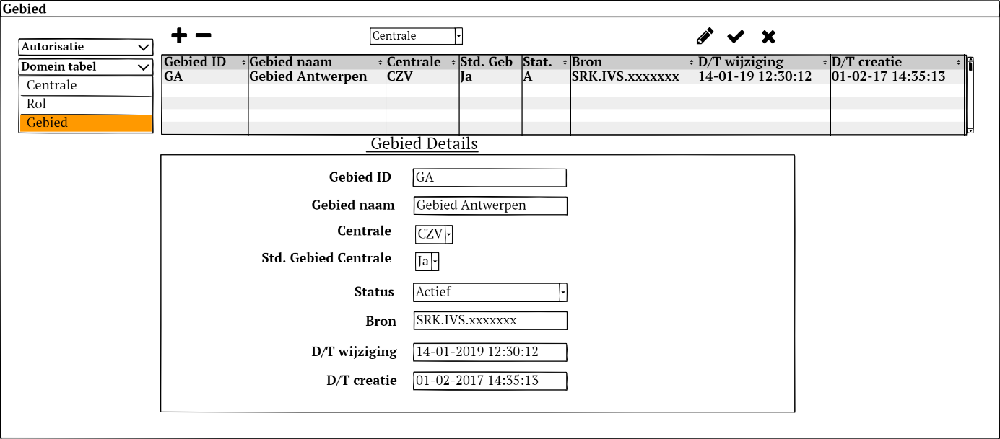 Gebied
Autorisatie
Domein tabel
Centrale
Rol
Gebied
Centrale
Gebied ID Gebied naam Centrale Std. Geb Stat. Bron D/T wijziging D/T creatie
GA Gebied Antwerpen CZV Ja A SRK.IVS.xxxxxxx 14-01-19 12:30:12 01-02-17 14:35:13
Gebied Details
Gebied ID GA
Gebied naam Gebied Antwerpen
Centrale CZV
Std. Gebied Centrale Ja
Status Actief
Bron SRK.IVS.xxxxxxx
D/T wijziging 14-01-2019 12:30:12
D/T creatie 01-02-2017 14:35:13